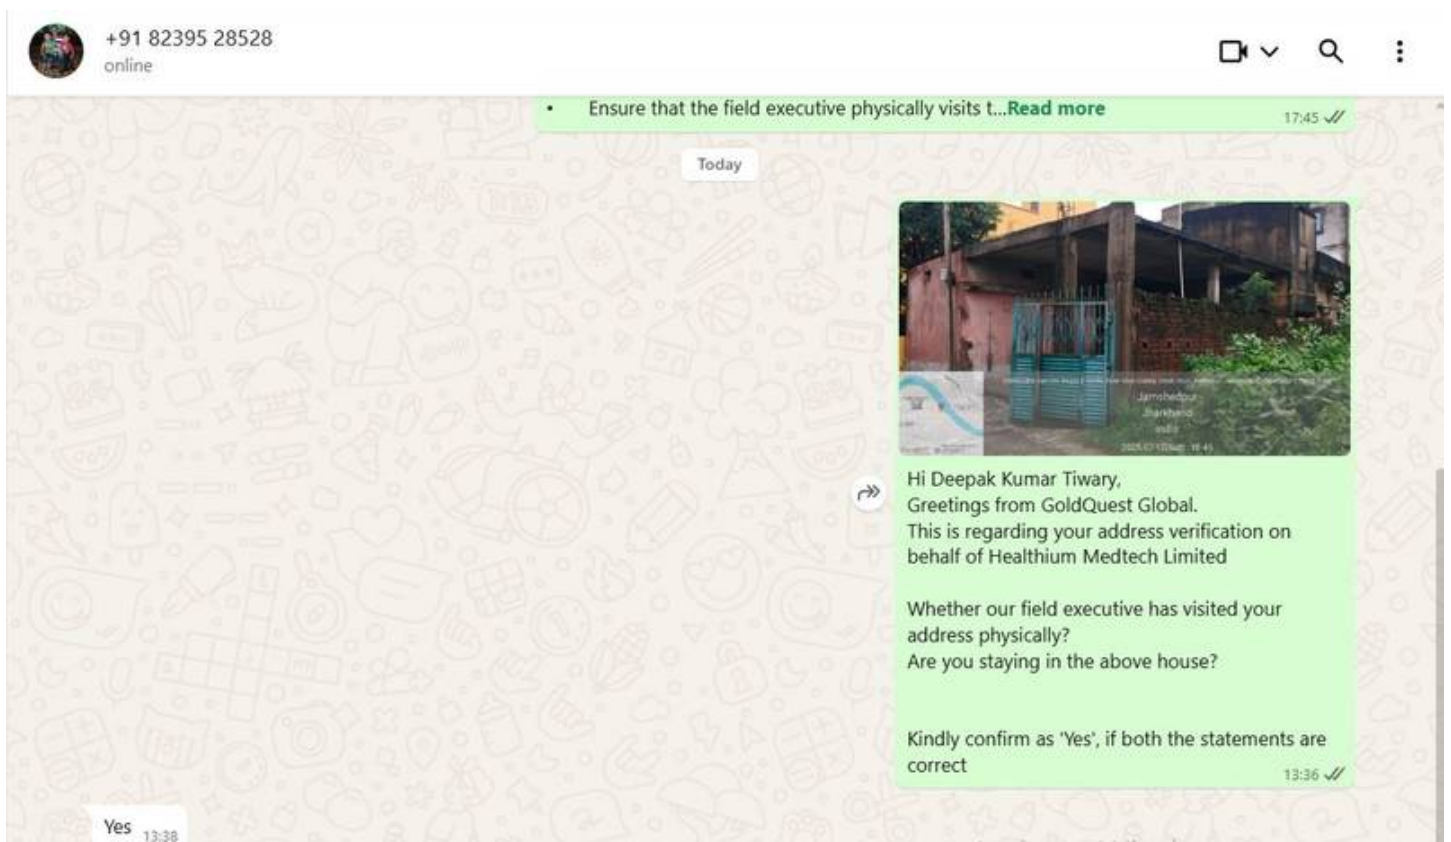 +91 82395 28528
online
• Ensure that the field executive physically visits t...Read more
17:45
Today
Jamshedpur
Jharkhand
India
Hi Deepak Kumar Tiwary,
Greetings from GoldQuest Global.
This is regarding your address verification on
behalf of Healthium Medtech Limited
Whether our field executive has visited your
address physically?
Are you staying in the above house?
Kindly confirm as 'Yes', if both the statements are
correct
13:36
Yes 13:38